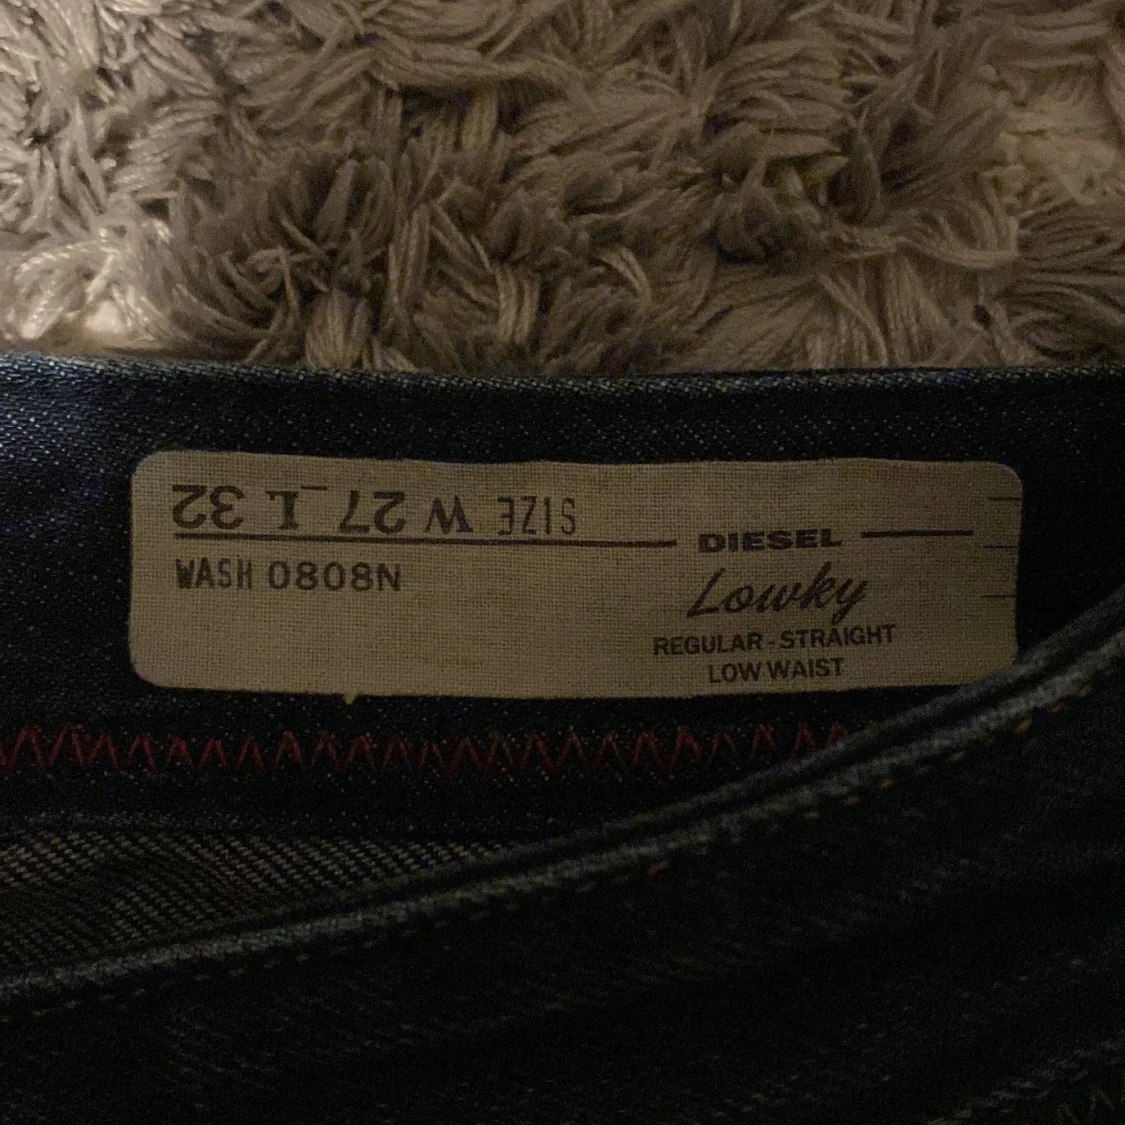 SIZE W 27 L 32
WASH 0808N
DIESEL
Lowky
REGULAR-STRAIGHT
LOW WAIST